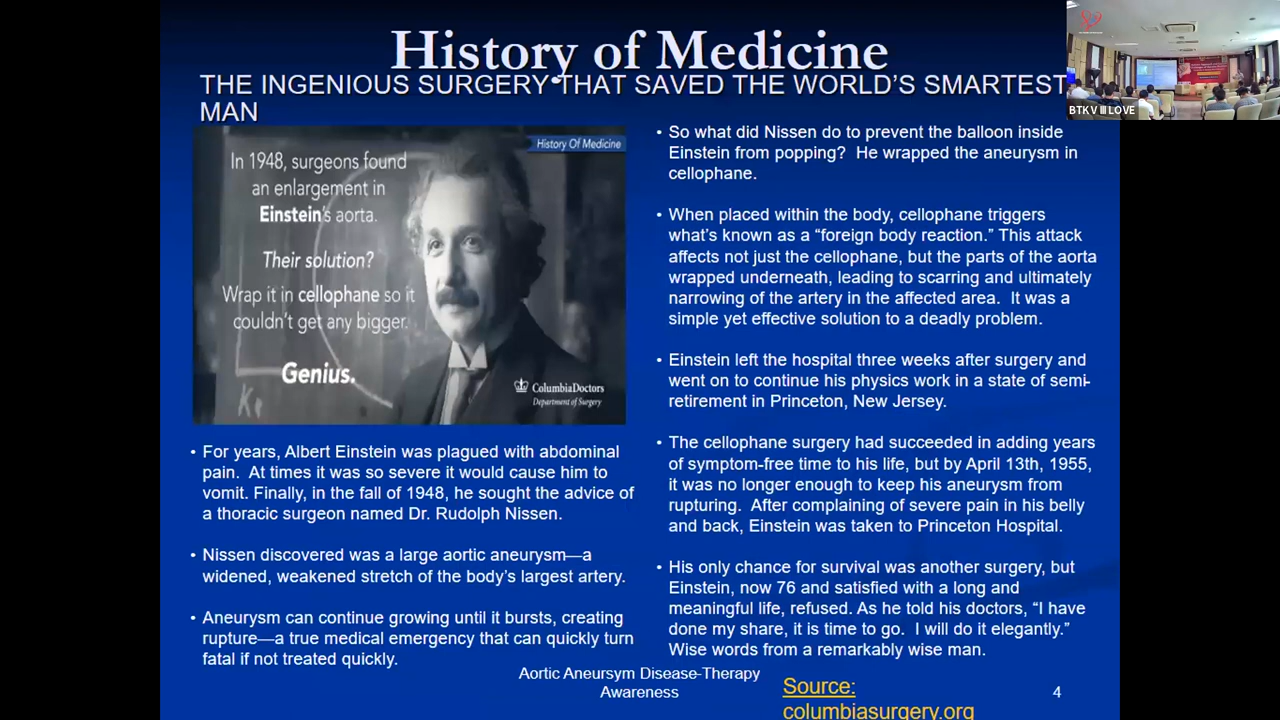 History of Medicine
THE INGENIOUS SURGERY THAT SAVED THE WORLD'S SMARTEST
MAN
History Of Medicine
In 1948, surgeons found
an enlargement in
Einstein's aorta.
Their solution?
Wrap it in cellophane so it
couldn't get any bigger.
Genius.
ColumbiaDoctors
Department of Surgery
• For years, Albert Einstein was plagued with abdominal
pain. At times it was so severe it would cause him to
vomit. Finally, in the fall of 1948, he sought the advice of
a thoracic surgeon named Dr. Rudolph Nissen.
• Nissen discovered was a large aortic aneurysm—a
widened, weakened stretch of the body's largest artery.
• Aneurysm can continue growing until it bursts, creating
rupture—a true medical emergency that can quickly turn
fatal if not treated quickly.
• So what did Nissen do to prevent the balloon inside
Einstein from popping? He wrapped the aneurysm in
cellophane.
• When placed within the body, cellophane triggers
what's known as a “foreign body reaction.” This attack
affects not just the cellophane, but the parts of the aorta
wrapped underneath, leading to scarring and ultimately
narrowing of the artery in the affected area. It was a
simple yet effective solution to a deadly problem.
• Einstein left the hospital three weeks after surgery and
went on to continue his physics work in a state of semi-
retirement in Princeton, New Jersey.
• The cellophane surgery had succeeded in adding years
of symptom-free time to his life, but by April 13th, 1955,
it was no longer enough to keep his aneurysm from
rupturing. After complaining of severe pain in his belly
and back, Einstein was taken to Princeton Hospital.
• His only chance for survival was another surgery, but
Einstein, now 76 and satisfied with a long and
meaningful life, refused. As he told his doctors, “I have
done my share, it is time to go. I will do it elegantly.”
Wise words from a remarkably wise man.
Aortic Aneursym Disease-Therapy
Awareness
Source:
columbiasurgery.org
4
BTKV III LOVE